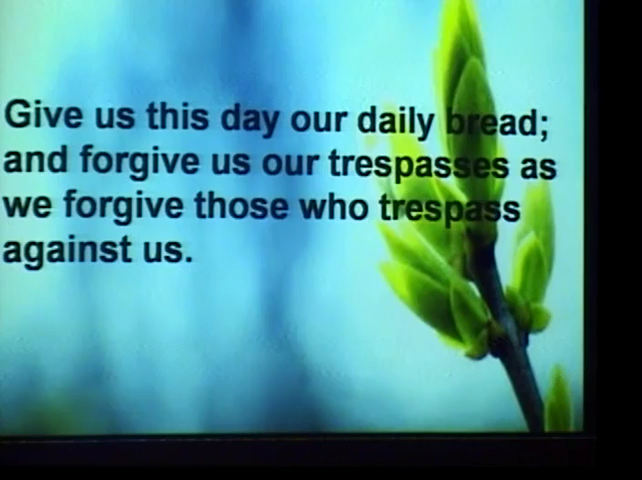 Give us this day our daily bread;
and forgive us our trespasses as
we forgive those who trespass
against us.